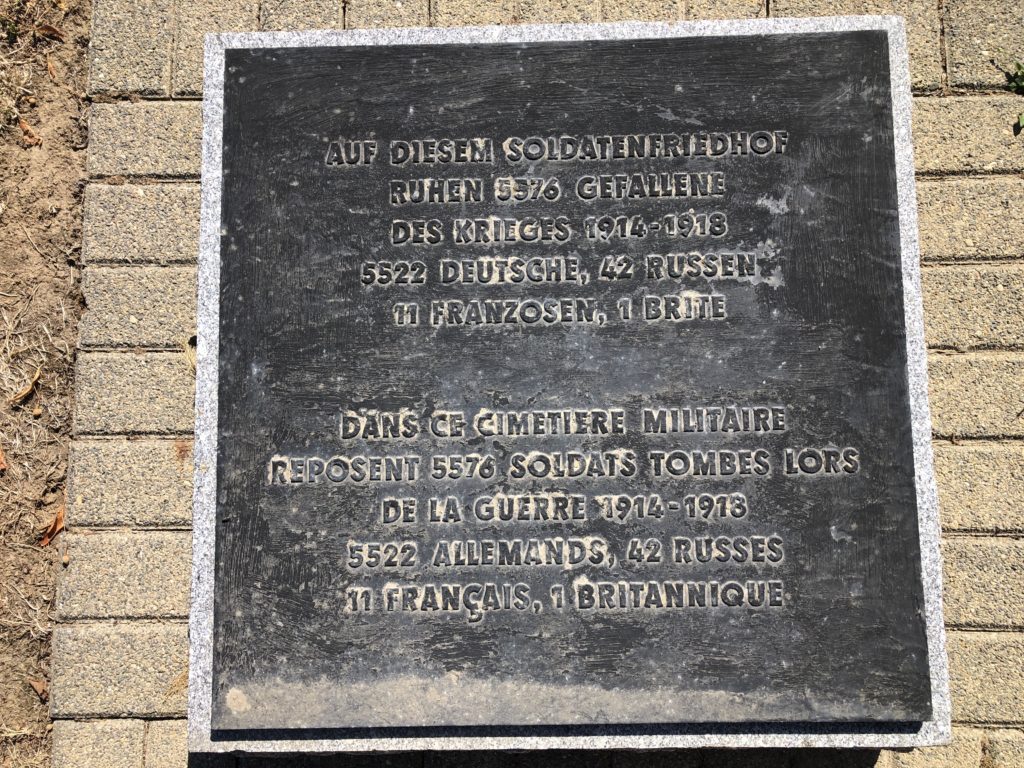 AUF DIESEM SOLDATENFRIEDHOF
RUHEN 5576 GEFALLENE
DES KRIEGES 1914-1918
5522 DEUTSCHE, 42 RUSSEN
11 FRANZOSEN, 1 BRITE
DANS CE CIMETIERE MILITAIRE
REPOSENT 5576 SOLDATS TOMBES LORS
DE LA GUERRE 1914-1918
5522 ALLEMANDS, 42 RUSSES
11 FRANÇAIS, 1 BRITANNIQUE